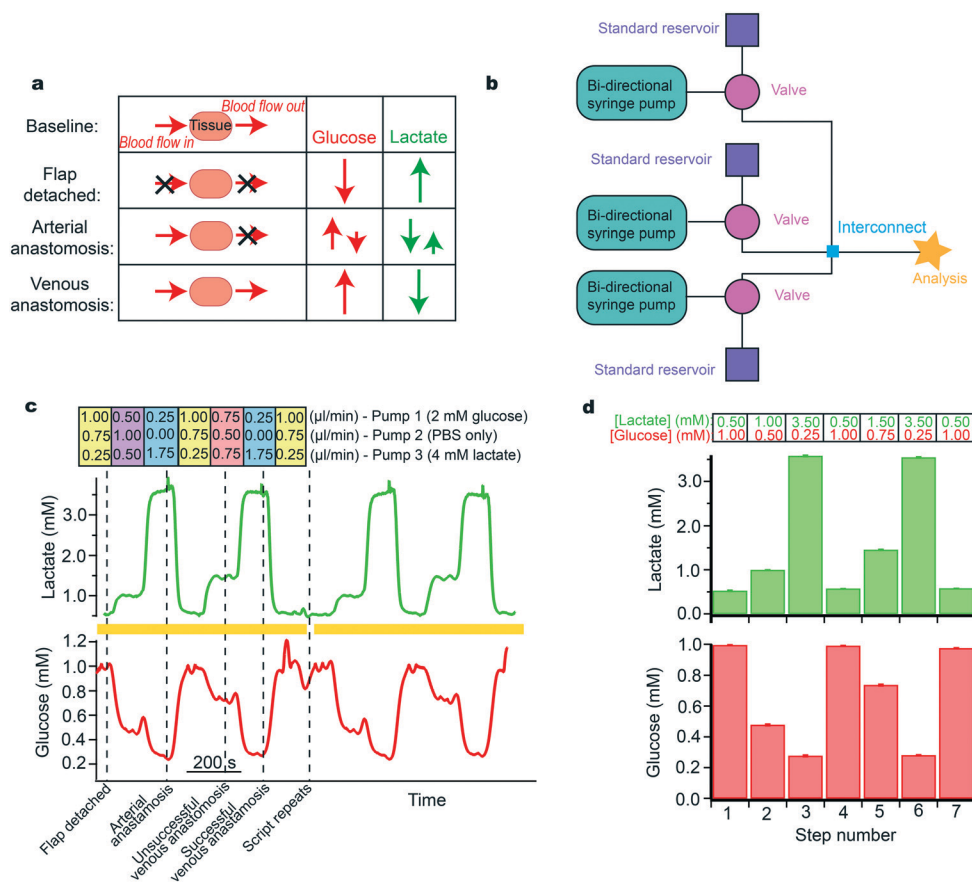 a
Baseline:
Blood flow in
Tissue
Blood flow out
Glucose
Lactate
Flap
detached:
Arterial
anastomosis:
Venous
anastomosis:
b
Standard reservoir
Bi-directional
syringe pump
Valve
Standard reservoir
Bi-directional
syringe pump
Valve
Interconnect
Analysis
Bi-directional
syringe pump
Valve
Standard reservoir
c
1.00 0.50 0.25 1.00 0.75 0.25 1.00 (µl/min) - Pump 1 (2 mM glucose)
0.75 1.00 0.00 0.75 0.50 0.00 0.75 (µl/min) - Pump 2 (PBS only)
0.25 0.50 1.75 0.25 0.75 1.75 0.25 (µl/min) - Pump 3 (4 mM lactate)
Lactate (mM)
3.0
2.0
1.0
Glucose (mM)
1.2
1.0
0.8
0.6
0.4
0.2
200 s
Flap detached
Arterial
anastamosis
Unsuccessful
venous anastomosis
Successful
venous anastamosis
Script repeats
Time
d
[Lactate] (mM): 0.50 1.00 3.50 0.50 1.50 3.50 0.50
[Glucose] (mM) 1.00 0.50 0.25 1.00 0.75 0.25 1.00
Lactate (mM)
3.0
2.0
1.0
0.0
Glucose (mM)
1.0
0.8
0.6
0.4
0.2
0.0
1 2 3 4 5 6 7
Step number